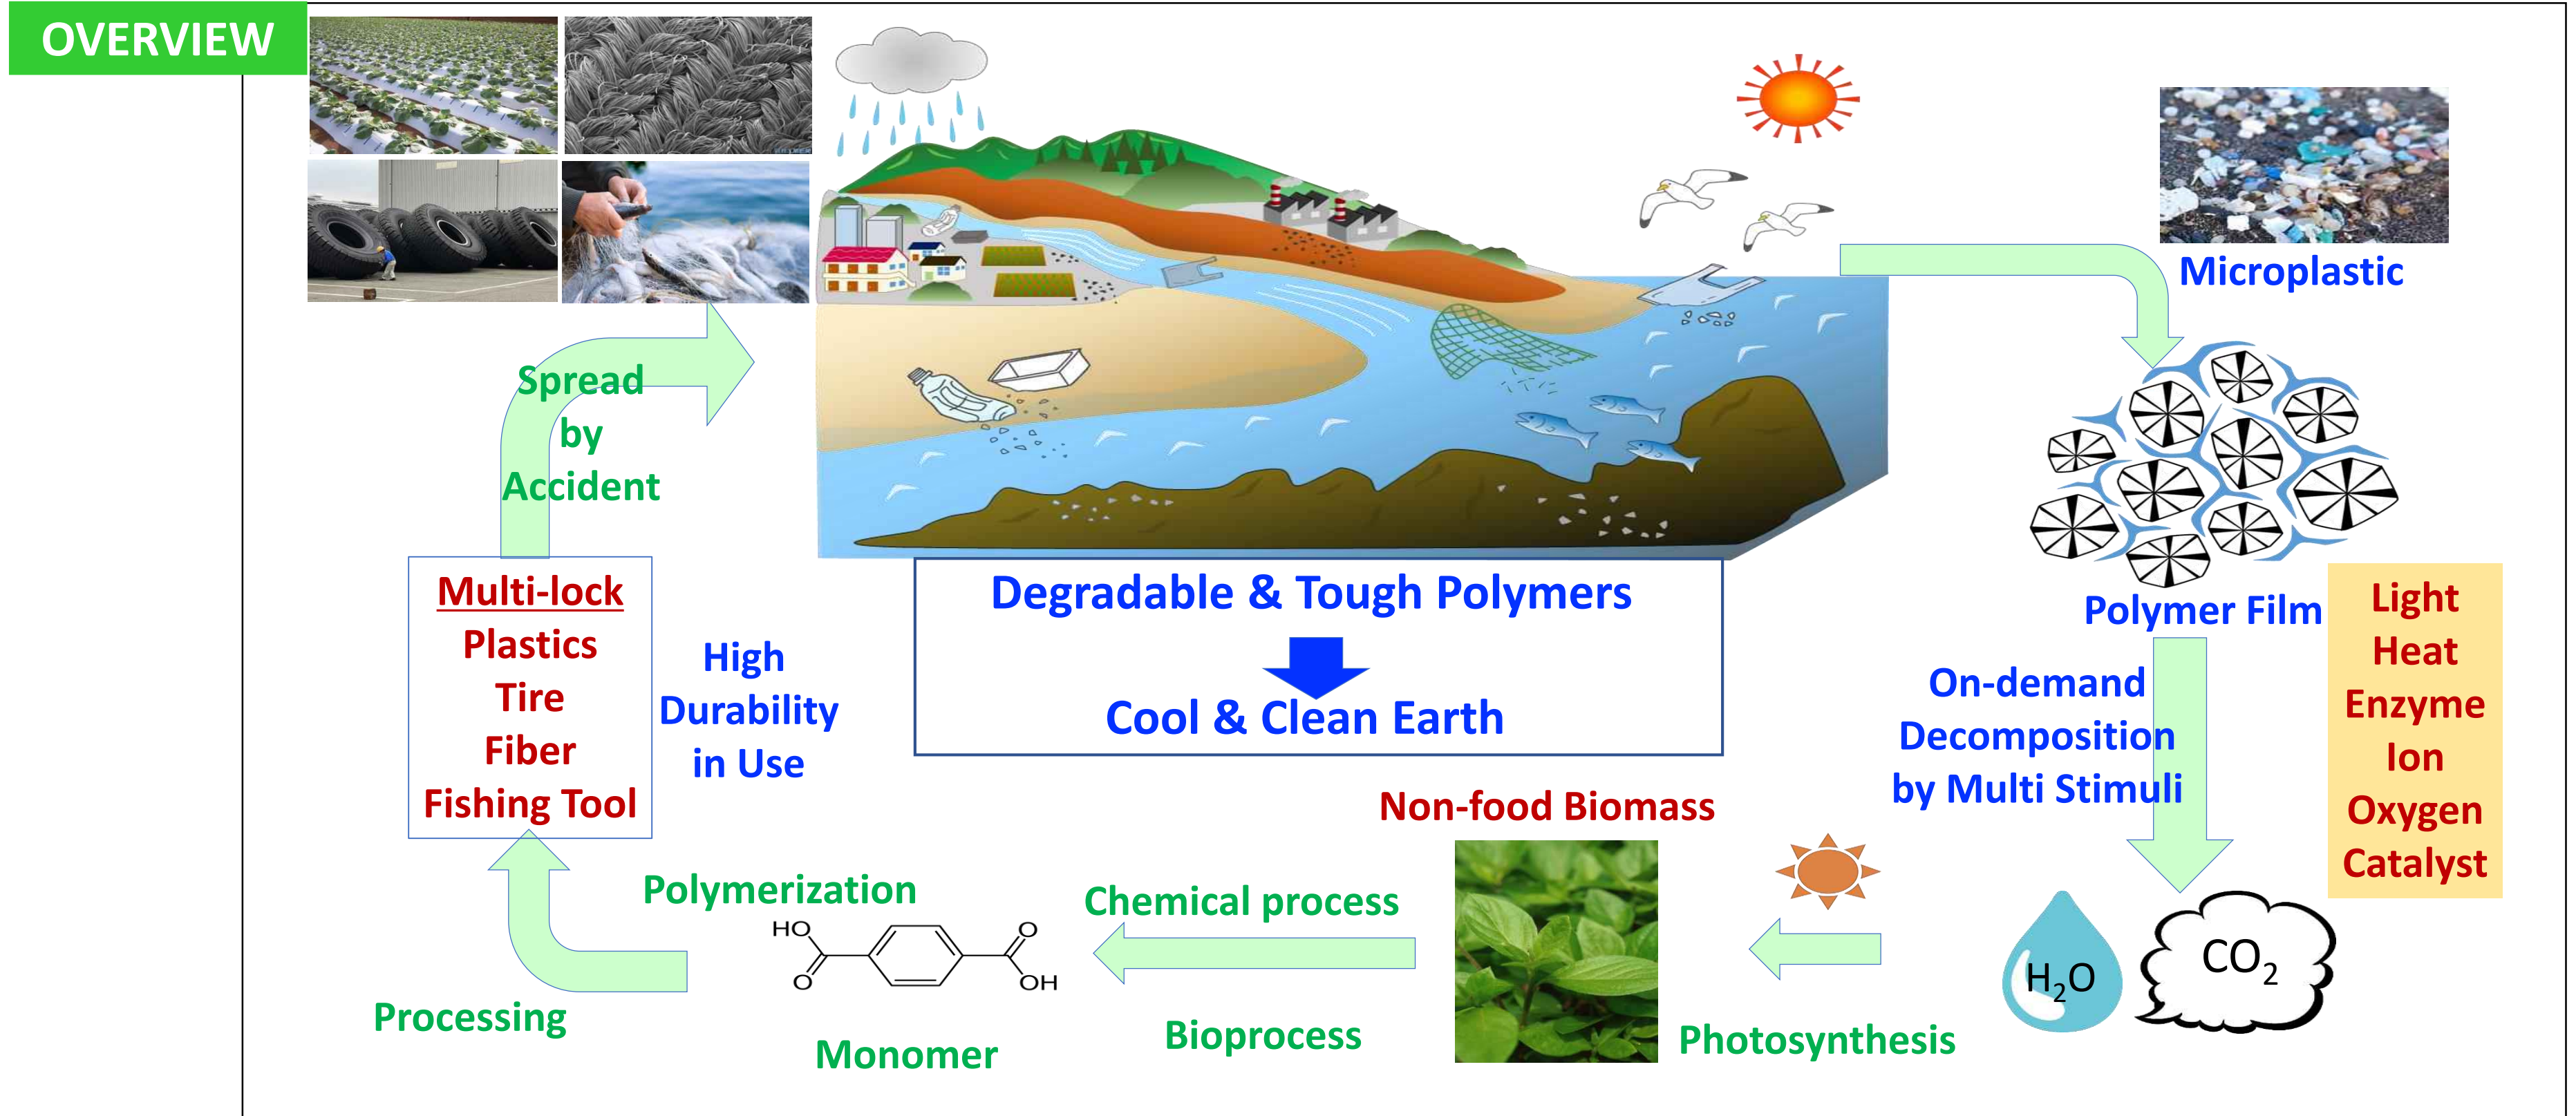 OVERVIEW
Microplastic
Spread
by
Accident
Multi-lock
Plastics
Tire
Fiber
Fishing Tool
High
Durability
in Use
Degradable & Tough Polymers
Cool & Clean Earth
Polymer Film
Light
Heat
Enzyme
Ion
Oxygen
Catalyst
On-demand
Decomposition
by Multi Stimuli
Non-food Biomass
Polymerization
Chemical process
HO
O
O
OH
H₂O
CO₂
Processing
Monomer
Bioprocess
Photosynthesis